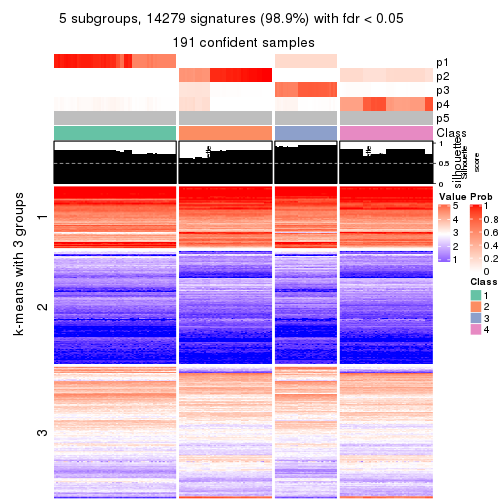 5 subgroups, 14279 signatures (98.9%) with fdr < 0.05
191 confident samples
p1
p2
p3
p4
p5
Class
1
0.5
0
silhouette
Silhouette
score
k-means with 3 groups
1
2
3
Value
5
4
3
2
1
Prob
1
0.8
0.6
0.4
0.2
0
Class
1
2
3
4